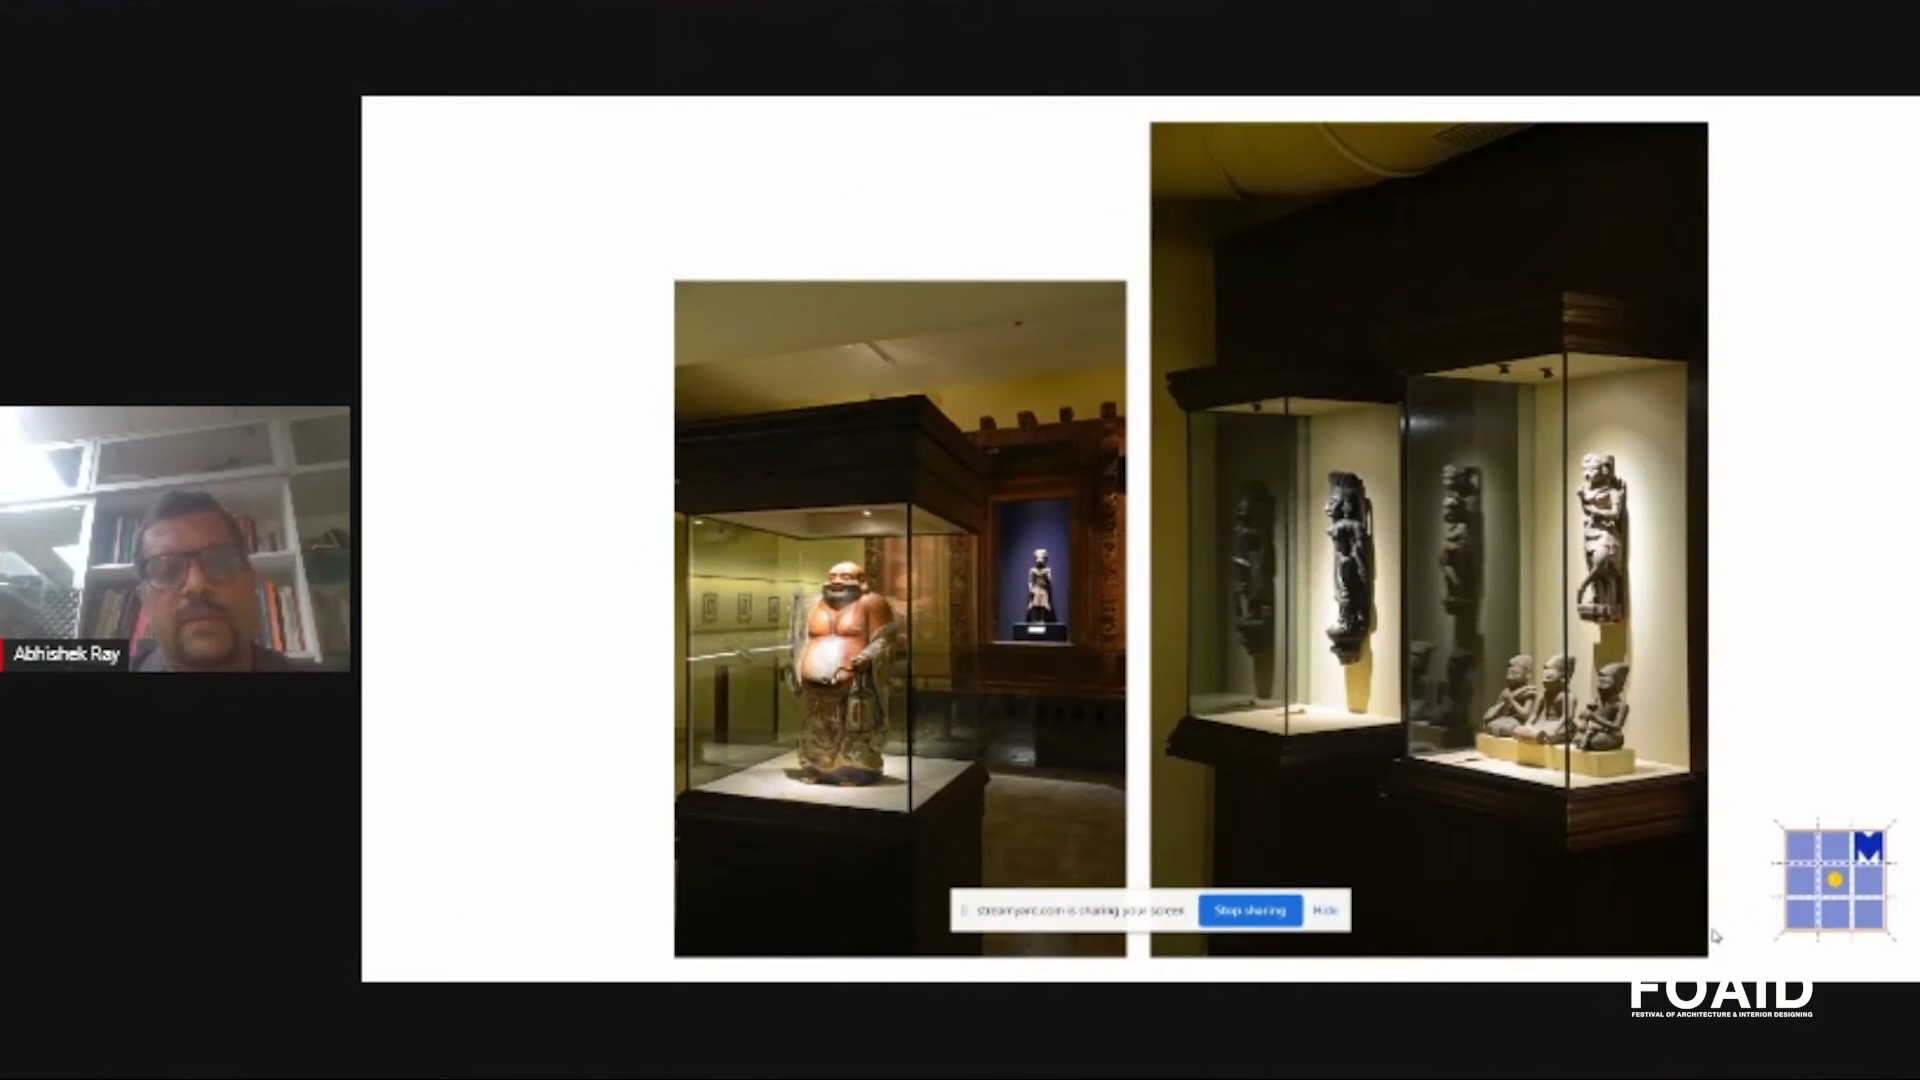 Abhishek Ray
streamyard.com is sharing your screen
Stop sharing
Hide
M
FOAID
FESTIVAL OF ARCHITECTURE & INTERIOR DESIGNING